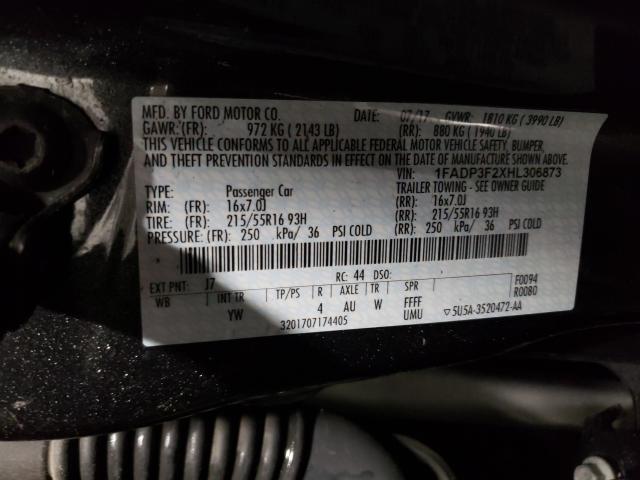 MFD. BY FORD MOTOR CO.
07/17 GVWR: 1810 KG (3990 LB)
GAWR:(FR): 972 KG (2143 LB) (RR): 880 KG (1940 LB)
THIS VEHICLE CONFORMS TO ALL APPLICABLE FEDERAL MOTOR VEHICLE SAFETY, BUMPER,
AND THEFT PREVENTION STANDARDS IN EFFECT ON THE DATE OF MANUFACTURE SHOWN ABOVE.
VIN: 1FADP3F2XHL306873
TYPE: Passenger Car TRAILER TOWING - SEE OWNER GUIDE
RIM: (FR): 16x7.0J (RR): 16x7.0J
TIRE: (FR): 215/55R16 93H (RR): 215/55R16 93H
PRESSURE: (FR): 250 kPa/ 36 PSI COLD (RR): 250 kPa/ 36 PSI COLD
EXT PNT: J7 RC: 44 DSO: F0094
WB INT TR TP/PS R AXLE TR SPR R0080
YW 4 AU W FFFF
UMU
3201707174405 ▽5U5A-3520472-AA